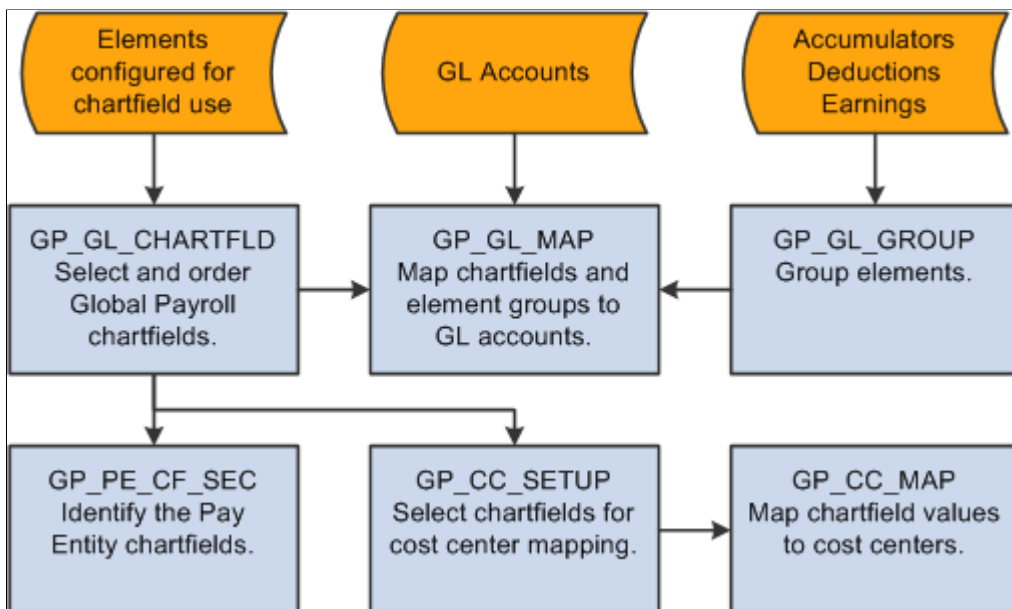 Elements
configured for
chartfield use
GL Accounts
Accumulators
Deductions
Earnings
GP_GL_CHARTFLD
Select and order
Global Payroll
chartfields.
GP_GL_MAP
Map chartfields and
element groups to
GL accounts.
GP_GL_GROUP
Group elements.
GP_PE_CF_SEC
Identify the Pay
Entity chartfields.
GP_CC_SETUP
Select chartfields for
cost center mapping.
GP_CC_MAP
Map chartfield values
to cost centers.